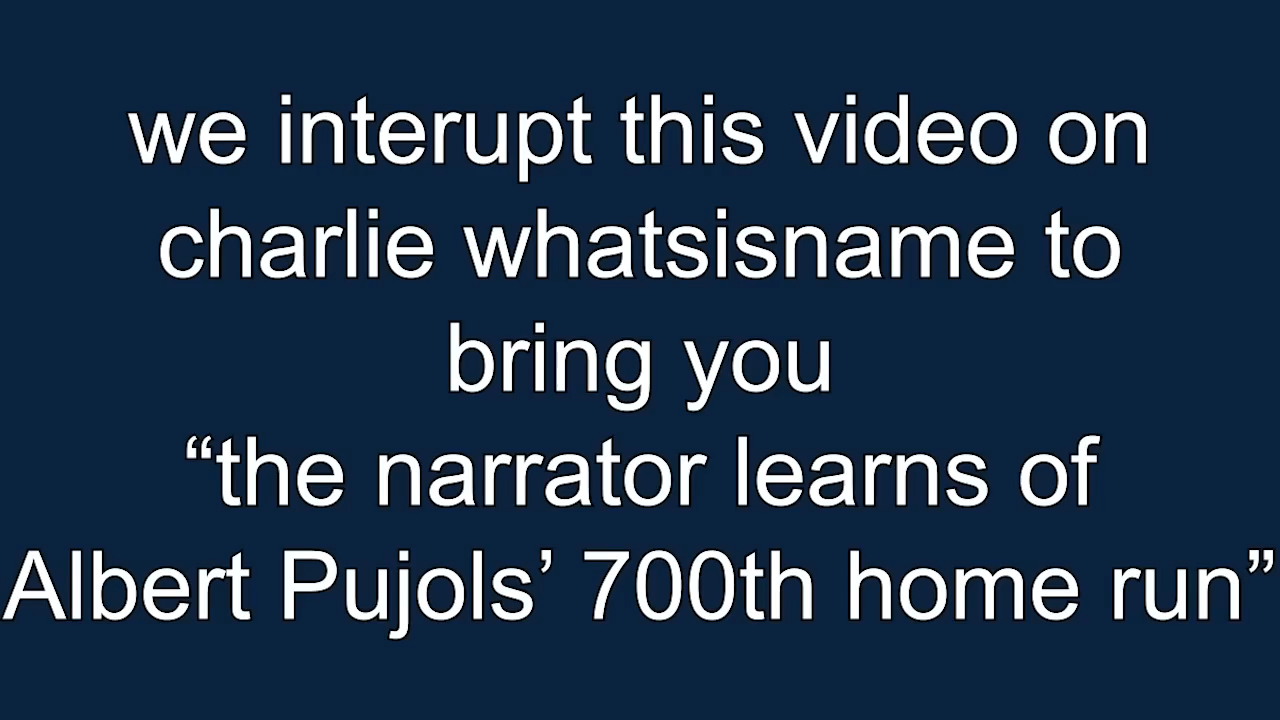 we interupt this video on
charlie whatsisname to
bring you
“the narrator learns of
Albert Pujols’ 700th home run”